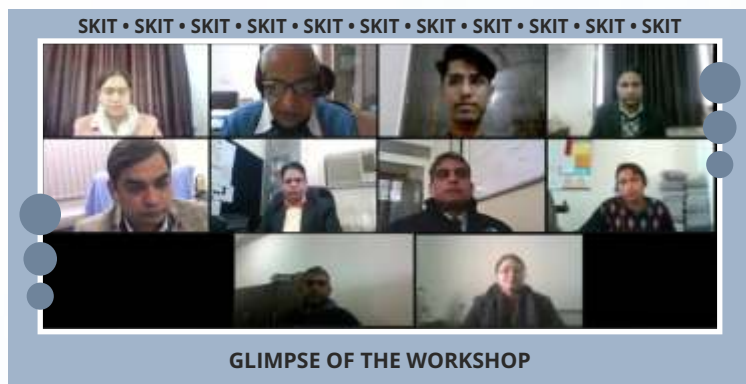 SKIT • SKIT • SKIT • SKIT • SKIT • SKIT • SKIT • SKIT • SKIT • SKIT • SKIT
GLIMPSE OF THE WORKSHOP